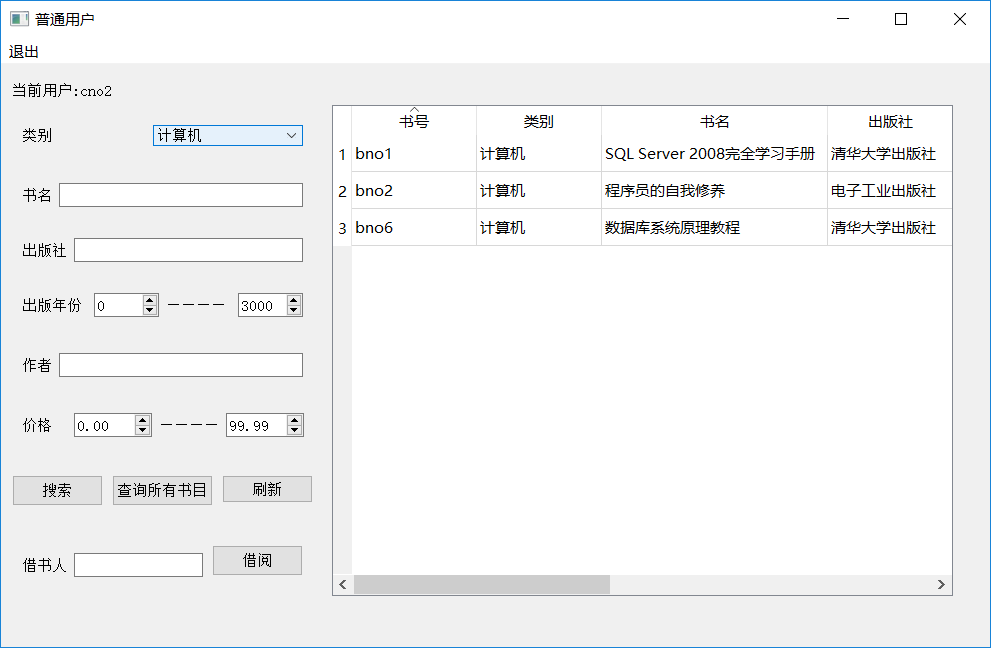 普通用户
退出
当前用户:cno2
类别 计算机
书名
出版社
出版年份 0 ---- 3000
作者
价格 0.00 ---- 99.99
搜索 查询所有书目 刷新
借书人 借阅
书号 类别 书名 出版社
1 bno1 计算机 SQL Server 2008完全学习手册 清华大学出版社
2 bno2 计算机 程序员的自我修养 电子工业出版社
3 bno6 计算机 数据库系统原理教程 清华大学出版社